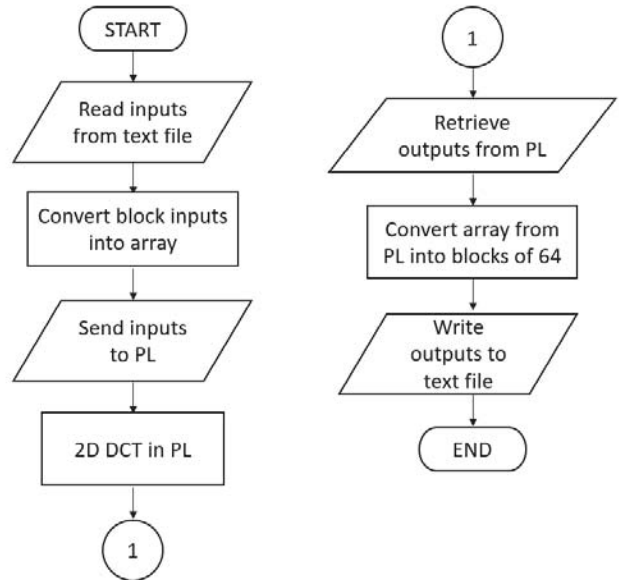 START
Read inputs
from text file
Convert block inputs
into array
Send inputs
to PL
2D DCT in PL
1
1
Retrieve
outputs from PL
Convert array from
PL into blocks of 64
Write
outputs to
text file
END